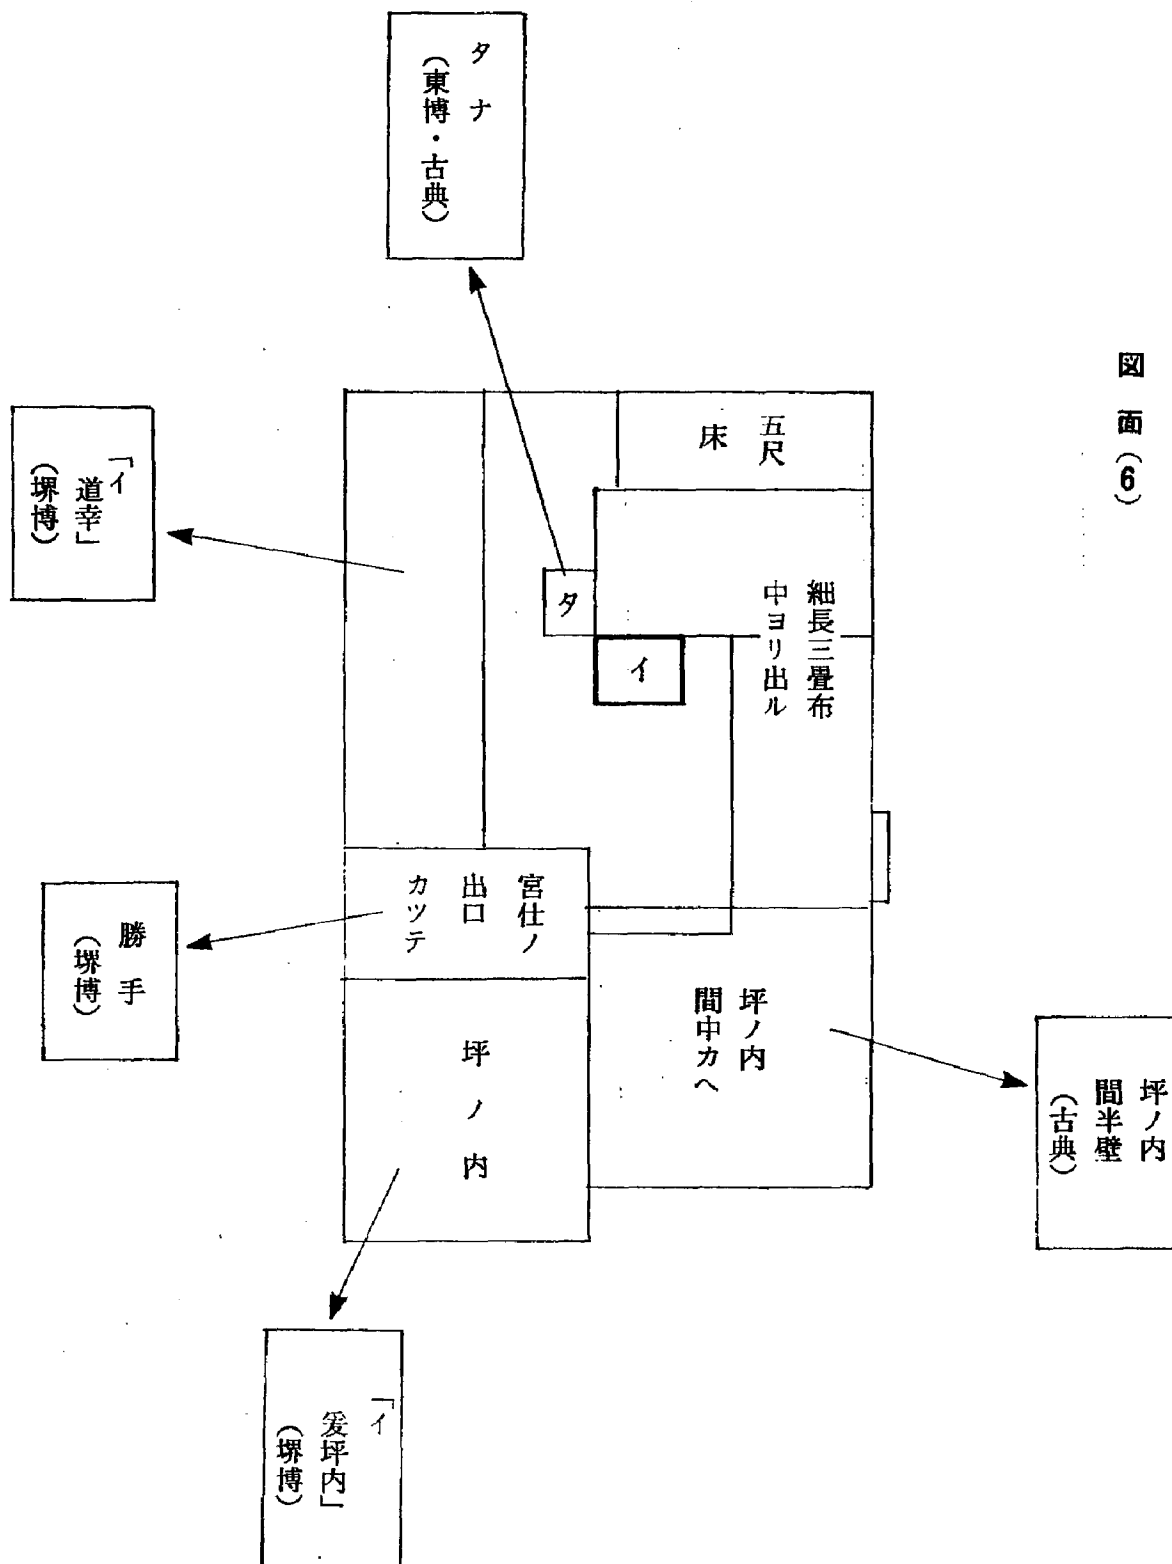 図面(6)
タナ
(東博・古典)
五尺
床
細長三畳布
中ヨリ出ル
タ
イ
「イ
道幸」
(堺博)
宮仕ノ
出口
カツテ
勝手
(堺博)
坪ノ内
間中カへ
坪ノ内
間半壁
(古典)
坪ノ内
「イ
爰坪内」
(堺博)